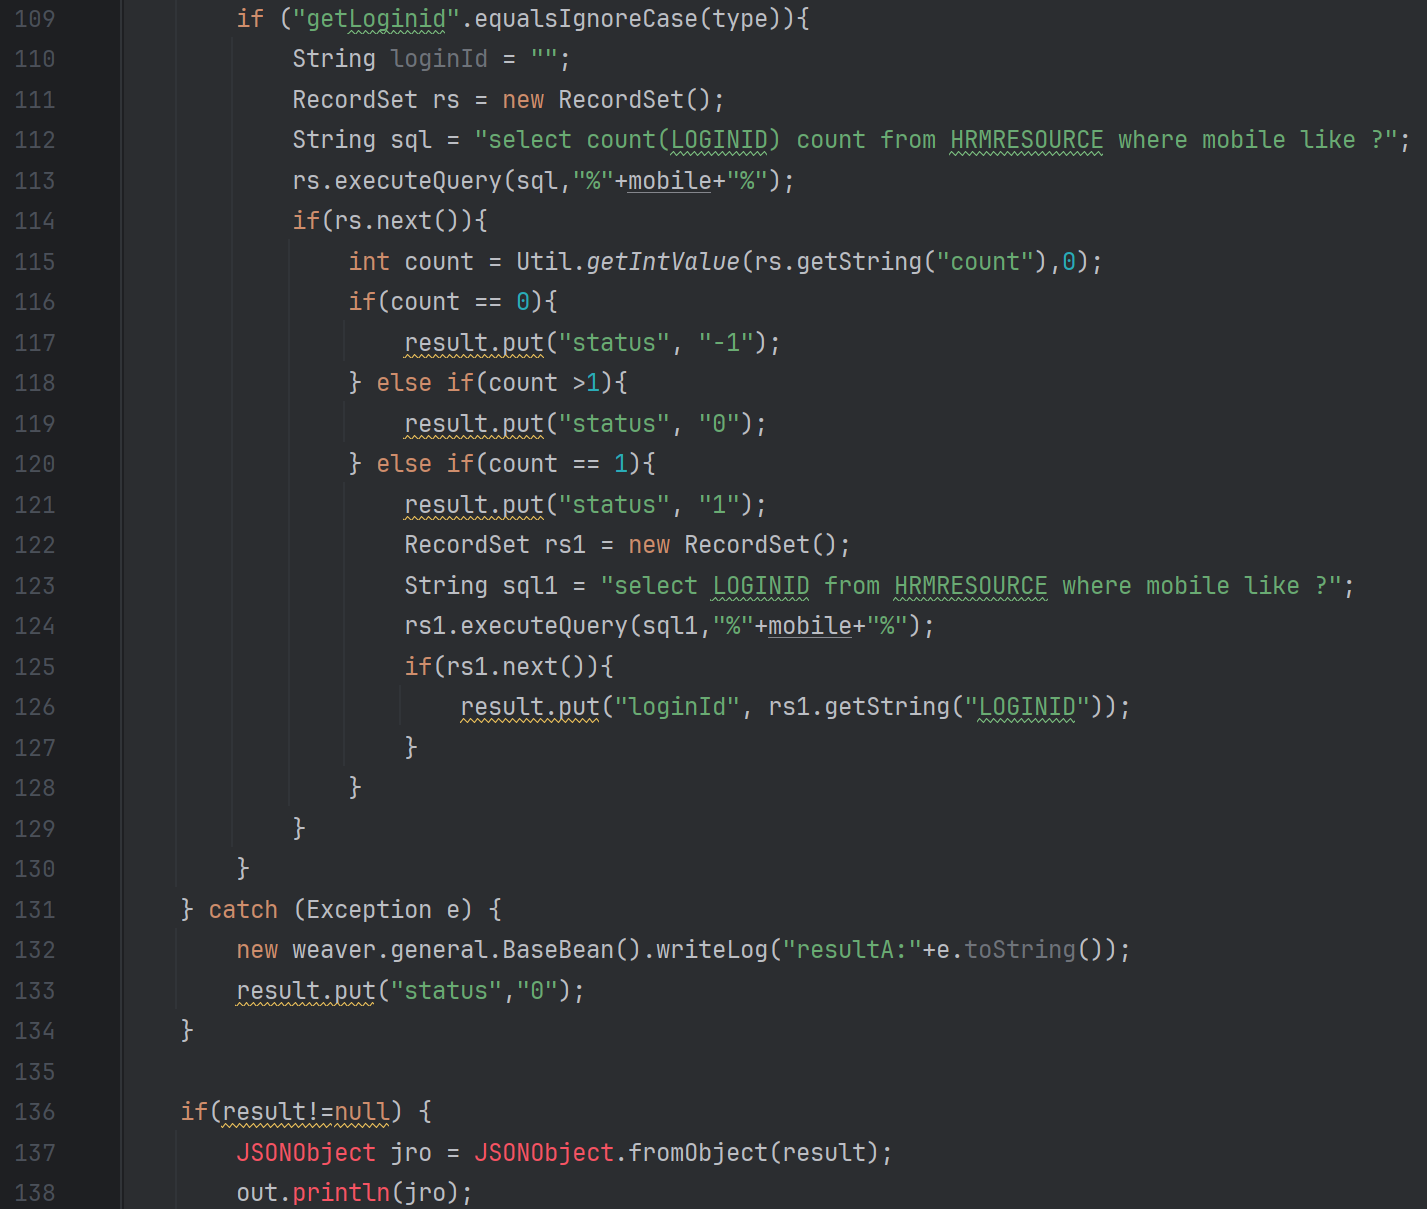 109 if ("getLoginid".equalsIgnoreCase(type)){
110 String loginId = "";
111 RecordSet rs = new RecordSet();
112 String sql = "select count(LOGINID) count from HRMRESOURCE where mobile like ?";
113 rs.executeQuery(sql,"%"+mobile+"%");
114 if(rs.next()){
115 int count = Util.getIntValue(rs.getString("count"),0);
116 if(count == 0){
117 result.put("status", "-1");
118 } else if(count >1){
119 result.put("status", "0");
120 } else if(count == 1){
121 result.put("status", "1");
122 RecordSet rs1 = new RecordSet();
123 String sql1 = "select LOGINID from HRMRESOURCE where mobile like ?";
124 rs1.executeQuery(sql1,"%"+mobile+"%");
125 if(rs1.next()){
126 result.put("loginId", rs1.getString("LOGINID"));
127 }
128 }
129 }
130 }
131 } catch (Exception e) {
132 new weaver.general.BaseBean().writeLog("resultA:"+e.toString());
133 result.put("status","0");
134 }
135
136 if(result!=null) {
137 JSONObject jro = JSONObject.fromObject(result);
138 out.println(jro);